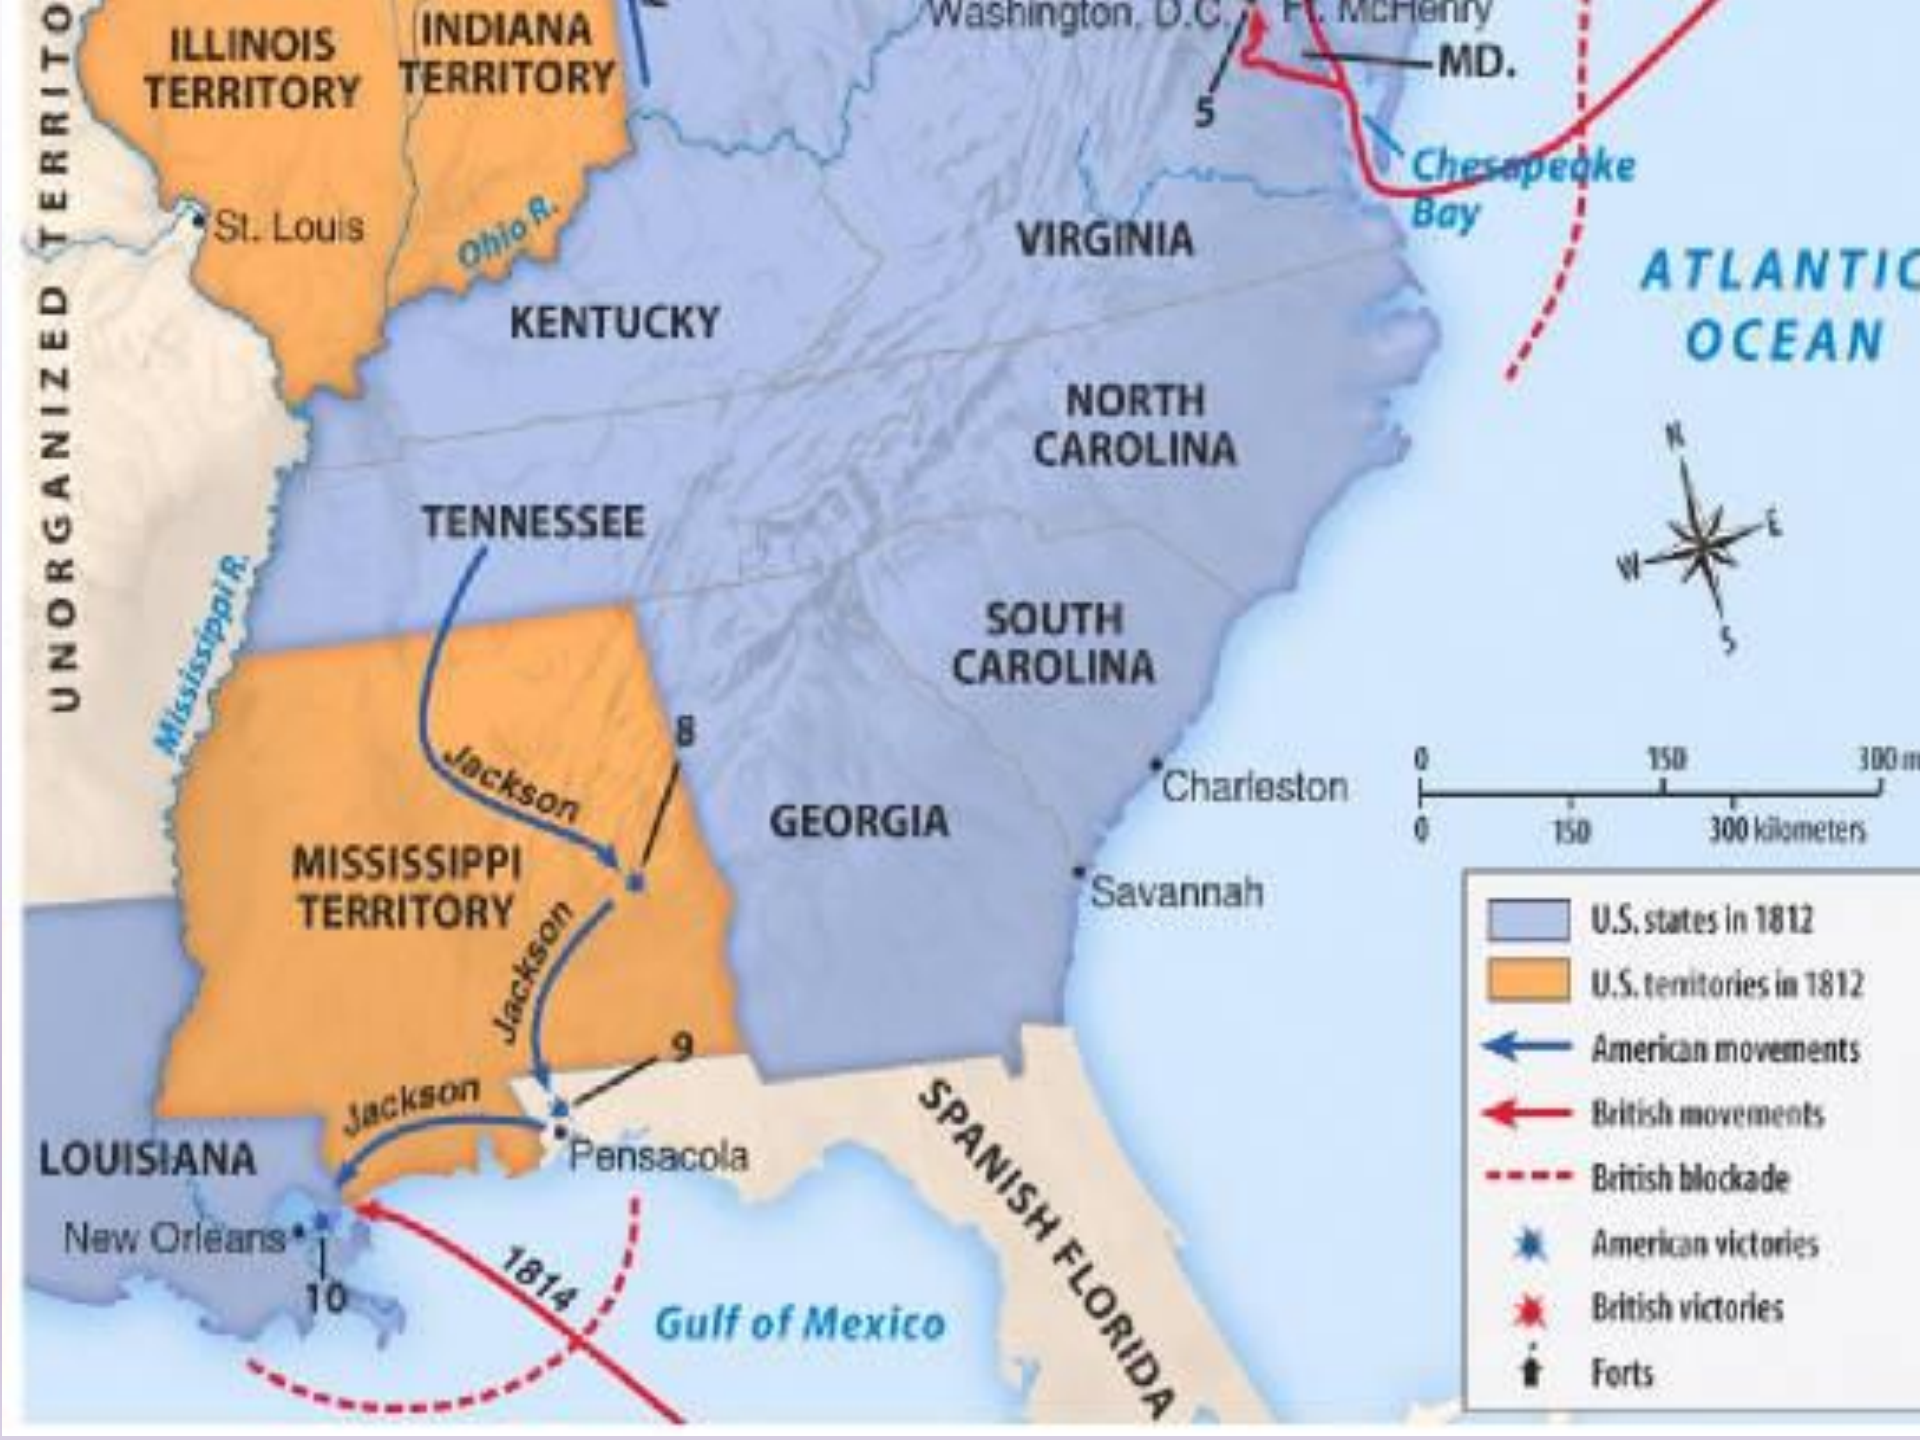 UNORGANIZED TERRITO
ILLINOIS
TERRITORY
INDIANA
TERRITORY
Washington, D.C.
Ft. McHenry
MD.
5
Chesapeake
Bay
St. Louis
Ohio R.
VIRGINIA
ATLANTIC
OCEAN
KENTUCKY
NORTH
CAROLINA
N
E
W
S
TENNESSEE
Mississippi R.
SOUTH
CAROLINA
8
Jackson
Charleston
0 150 300 m
0 150 300 kilometers
GEORGIA
MISSISSIPPI
TERRITORY
Savannah
Jackson
9
Jackson
Pensacola
LOUISIANA
New Orleans
10
1814
Gulf of Mexico
SPANISH FLORIDA
U.S. states in 1812
U.S. territories in 1812
American movements
British movements
British blockade
American victories
British victories
Forts